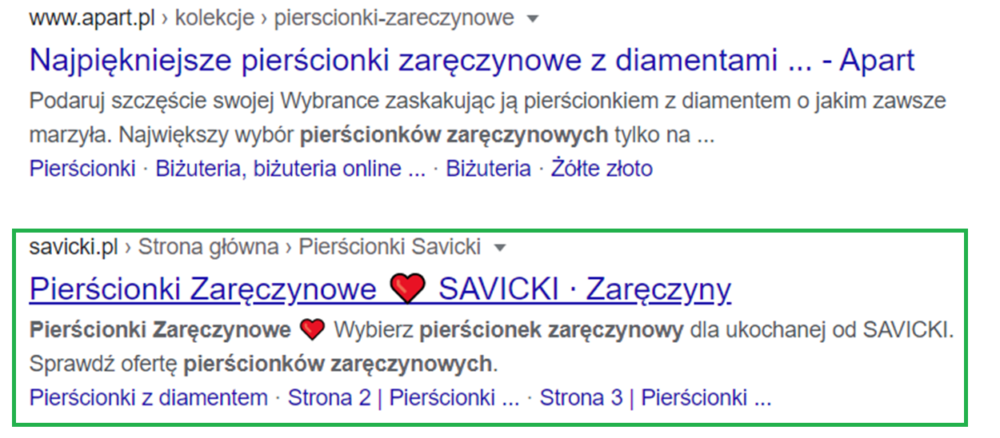 www.apart.pl › kolekcje › pierscionki-zareczynowe
Najpiękniejsze pierścionki zaręczynowe z diamentami ... - Apart
Podaruj szczęście swojej Wybrance zaskakując ją pierścionkiem z diamentem o jakim zawsze
marzyła. Największy wybór pierścionków zaręczynowych tylko na ...
Pierścionki · Biżuteria, biżuteria online ... · Biżuteria · Żółte złoto
savicki.pl › Strona główna › Pierścionki Savicki
Pierścionki Zaręczynowe ❤️ SAVICKI · Zaręczyny
Pierścionki Zaręczynowe ❤️ Wybierz pierścionek zaręczynowy dla ukochanej od SAVICKI.
Sprawdź ofertę pierścionków zaręczynowych.
Pierścionki z diamentem · Strona 2 | Pierścionki ... · Strona 3 | Pierścionki ...